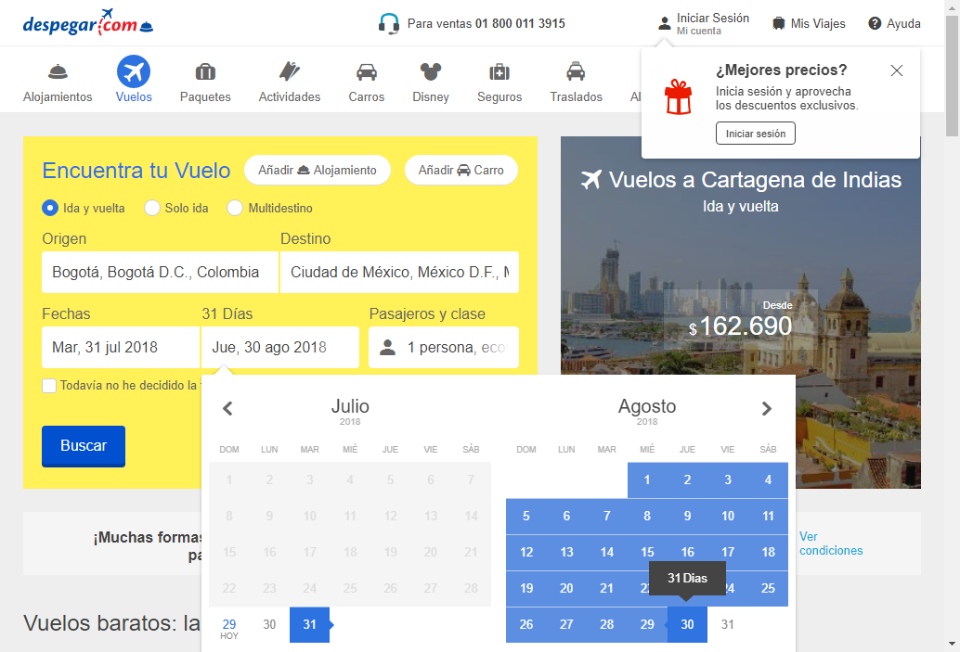 despegar.com
Para ventas 01 800 011 3915
Iniciar Sesión
Mi cuenta
Mis Viajes
Ayuda
Alojamientos
Vuelos
Paquetes
Actividades
Carros
Disney
Seguros
Traslados
Al
¿Mejores precios?
Inicia sesión y aprovecha
los descuentos exclusivos.
Iniciar sesión
Encuentra tu Vuelo
Añadir Alojamiento
Añadir Carro
Ida y vuelta
Solo ida
Multidestino
Origen
Destino
Bogotá, Bogotá D.C., Colombia
Ciudad de México, México D.F., M
Fechas
31 Días
Pasajeros y clase
Mar, 31 jul 2018
Jue, 30 ago 2018
1 persona, eco
Todavía no he decidido la
Buscar
Vuelos a Cartagena de Indias
Ida y vuelta
Desde
$ 162.690
Julio
2018
DOM LUN MAR MIÉ JUE VIE SÁB
1 2 3 4 5 6 7
8 9 10 11 12 13 14
15 16 17 18 19 20 21
22 23 24 25 26 27 28
29 30 31
HOY
Agosto
2018
DOM LUN MAR MIÉ JUE VIE SÁB
1 2 3 4
5 6 7 8 9 10 11
12 13 14 15 16 17 18
19 20 21 24 25
31 Días
26 27 28 29 30 31
¡Muchas formas
pa
Ver
condiciones
Vuelos baratos: la